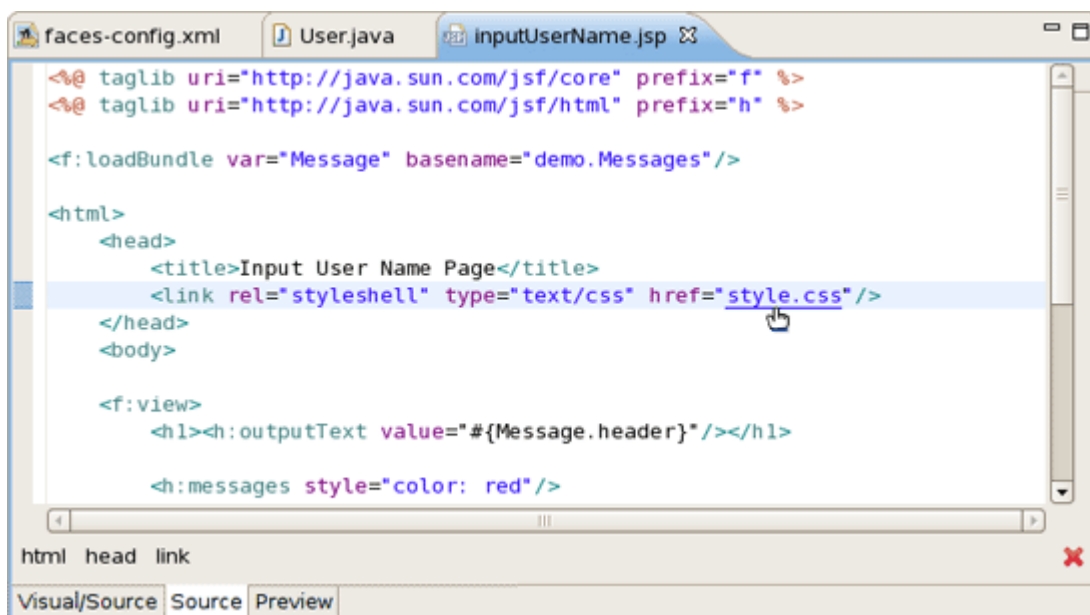 faces-config.xml User.java inputUserName.jsp
<%@ taglib uri="http://java.sun.com/jsf/core" prefix="f" %>
<%@ taglib uri="http://java.sun.com/jsf/html" prefix="h" %>
<f:loadBundle var="Message" basename="demo.Messages"/>
<html>
<head>
<title>Input User Name Page</title>
<link rel="styleshell" type="text/css" href="style.css"/>
</head>
<body>
<f:view>
<h1><h:outputText value="#{Message.header}"/></h1>
<h:messages style="color: red"/>
html head link
Visual/Source Source Preview